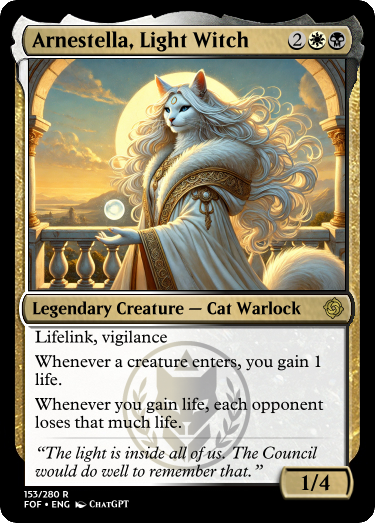 Arnestella, Light Witch 2
Legendary Creature — Cat Warlock
Lifelink, vigilance
Whenever a creature enters, you gain 1
life.
Whenever you gain life, each opponent
loses that much life.
“The light is inside all of us. The Council
would do well to remember that.”
1/4
153/280 R
FOF • ENG ChatGPT